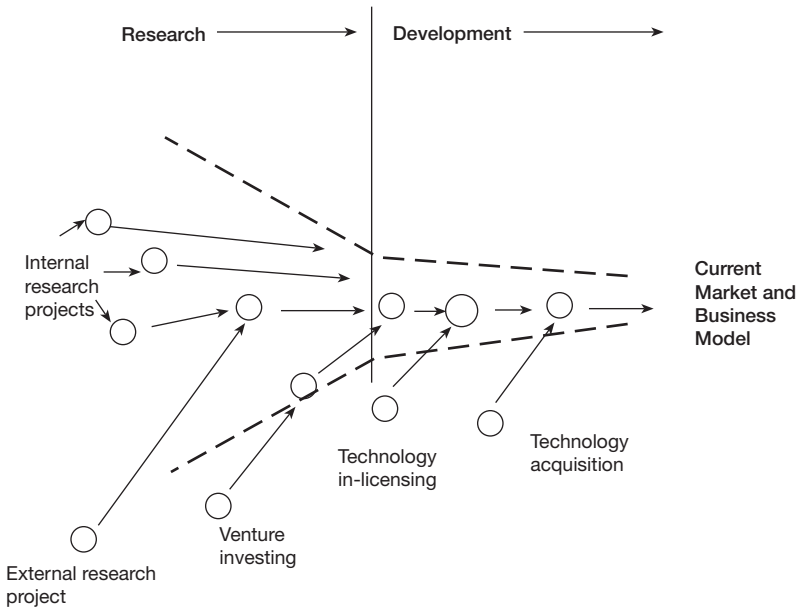 Research
Development
Internal
research
projects
Current
Market and
Business
Model
Technology
in-licensing
Technology
acquisition
Venture
investing
External research
project